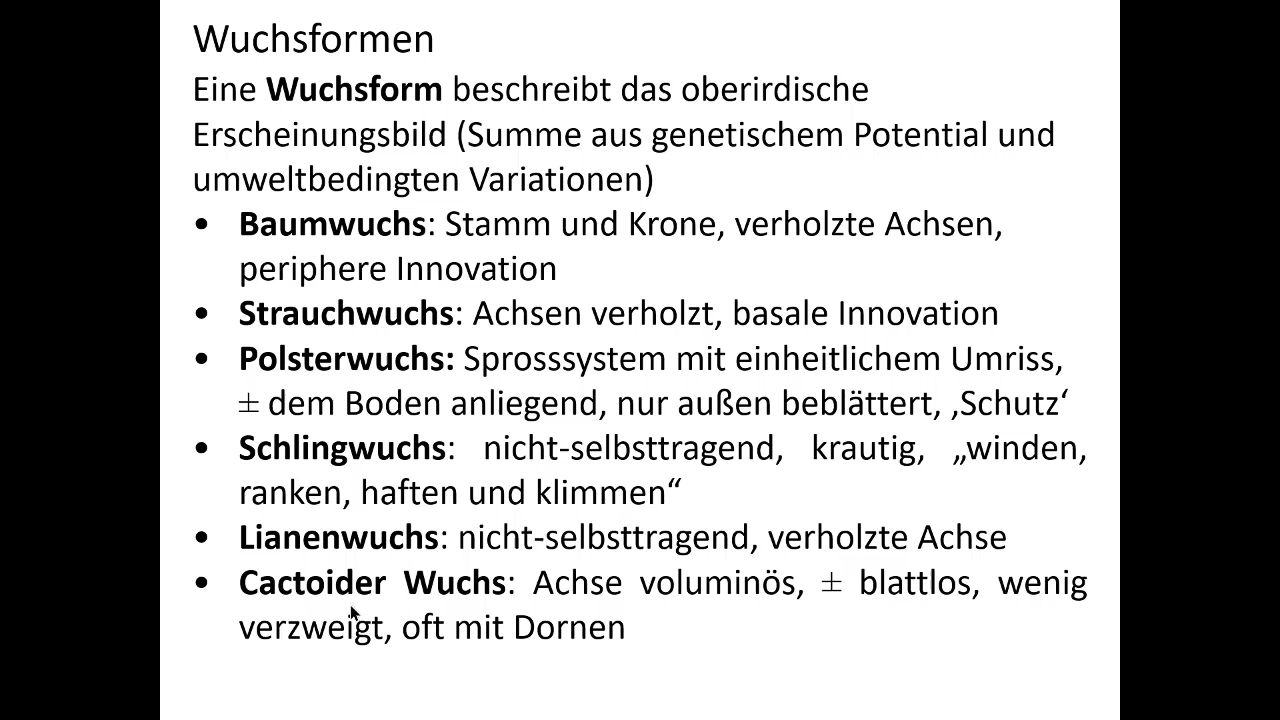 Wuchsformen
Eine Wuchsform beschreibt das oberirdische
Erscheinungsbild (Summe aus genetischem Potential und
umweltbedingten Variationen)
• Baumwuchs: Stamm und Krone, verholzte Achsen,
periphere Innovation
• Strauchwuchs: Achsen verholzt, basale Innovation
• Polsterwuchs: Sprosssystem mit einheitlichem Umriss,
± dem Boden anliegend, nur außen beblättert, ‚Schutz‘
• Schlingwuchs: nicht-selbsttragend, krautig, „winden,
ranken, haften und klimmen“
• Lianenwuchs: nicht-selbsttragend, verholzte Achse
• Cactoider Wuchs: Achse voluminös, ± blattlos, wenig
verzweigt, oft mit Dornen